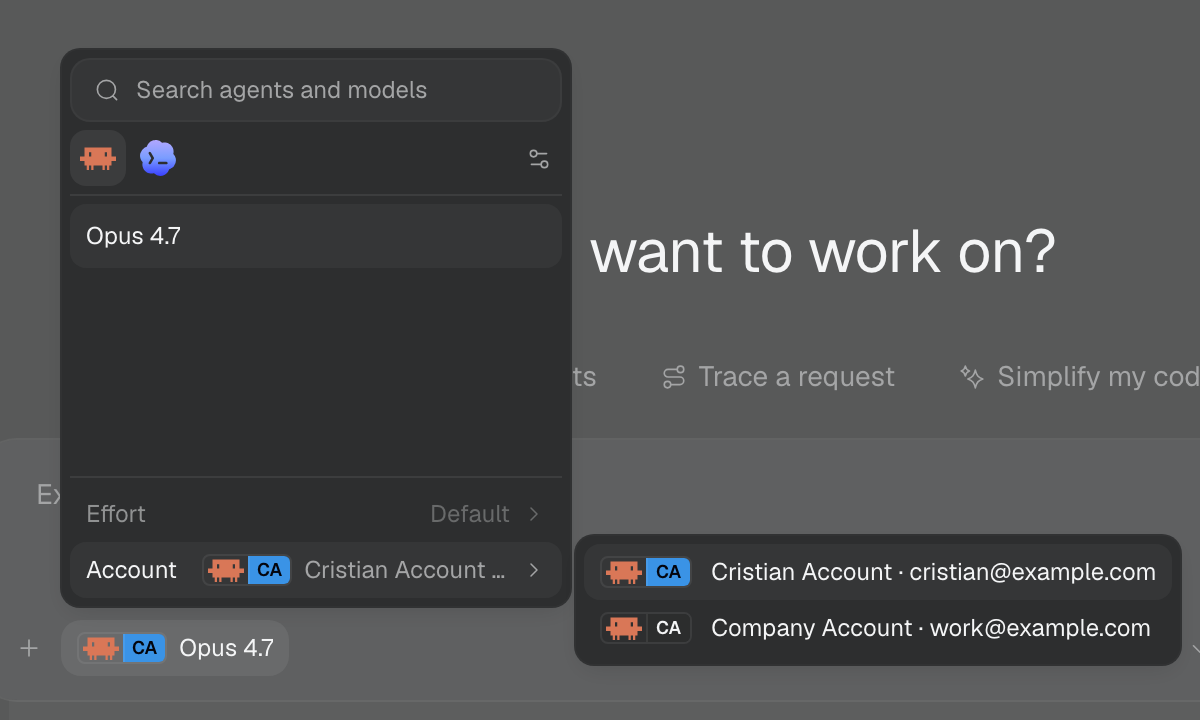 Search agents and models
Opus 4.7
want to work on?
ts
Trace a request
Simplify my cod
Ex
Effort
Default
Account
CA
Cristian Account ...
CA
Cristian Account · cristian@example.com
CA
Company Account · work@example.com
CA
Opus 4.7